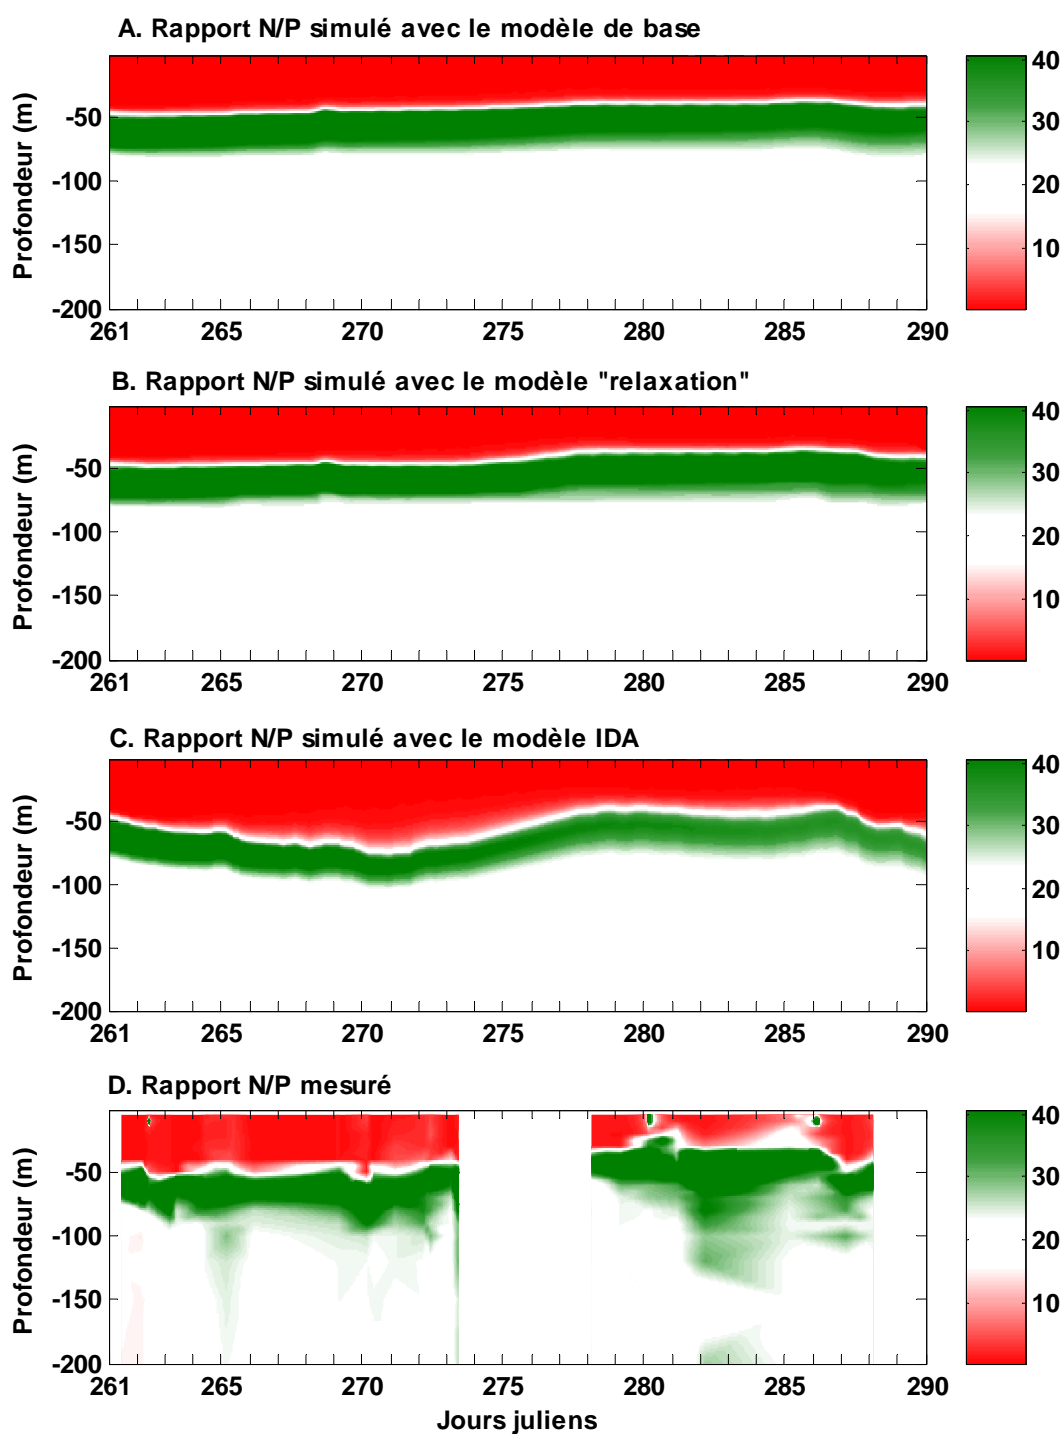 A. Rapport N/P simulé avec le modèle de base
Profondeur (m)
-50
-100
-150
-200
261 265 270 275 280 285 290
40
30
20
10
B. Rapport N/P simulé avec le modèle "relaxation"
Profondeur (m)
-50
-100
-150
-200
261 265 270 275 280 285 290
40
30
20
10
C. Rapport N/P simulé avec le modèle IDA
Profondeur (m)
-50
-100
-150
-200
261 265 270 275 280 285 290
40
30
20
10
D. Rapport N/P mesuré
Profondeur (m)
-50
-100
-150
-200
261 265 270 275 280 285 290
40
30
20
10
Jours juliens